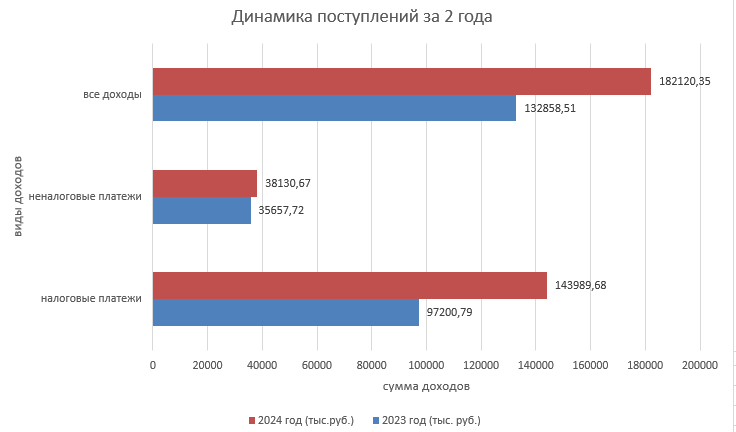 Динамика поступлений за 2 года
все доходы
182120,35
132858,51
неналоговые платежи
38130,67
35657,72
налоговые платежи
143989,68
97200,79
виды доходов
0 20000 40000 60000 80000 100000 120000 140000 160000 180000 200000
сумма доходов
2024 год (тыс.руб.) 2023 год (тыс. руб.)